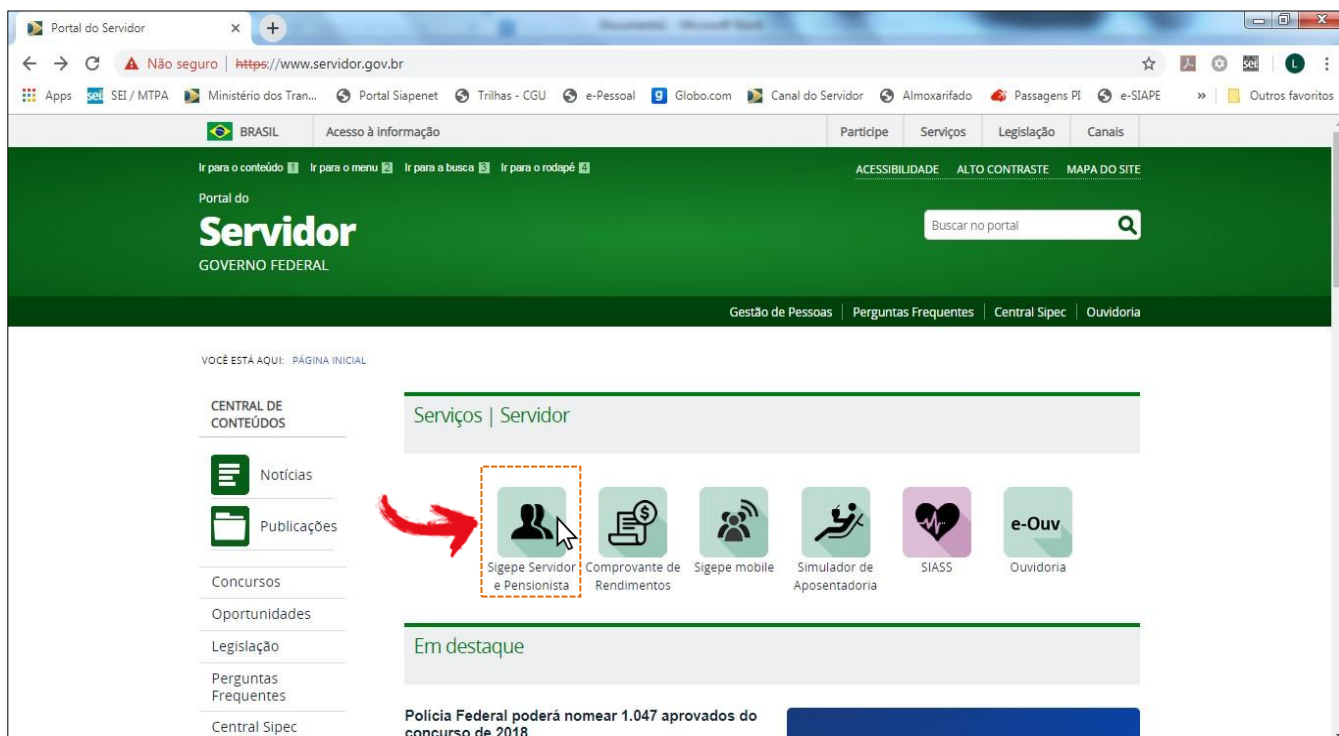 Portal do Servidor
Não seguro | https://www.servidor.gov.br
Apps SEI / MTPA Ministério dos Tran... Portal Siapenet Trilhas - CGU e-Pessoal Globo.com Canal do Servidor Almoxarifado Passagens PI e-SIAPE » Outros favoritos
BRASIL Acesso à informação Participe Serviços Legislação Canais
Ir para o conteúdo 1 Ir para o menu 2 Ir para a busca 3 Ir para o rodapé 4 ACESSIBILIDADE ALTO CONTRASTE MAPA DO SITE
Portal do
Servidor
GOVERNO FEDERAL
Buscar no portal
Gestão de Pessoas | Perguntas Frequentes | Central Sipec | Ouvidoria
VOCÊ ESTÁ AQUI: PÁGINA INICIAL
CENTRAL DE
CONTEÚDOS
Notícias
Publicações
Concursos
Oportunidades
Legislação
Perguntas
Frequentes
Central Sipec
Serviços | Servidor
Sigepe Servidor
e Pensionista
Comprovante de
Rendimentos
Sigepe mobile
Simulador de
Aposentadoria
SIASS
e-Ouv
Ouvidoria
Em destaque
Polícia Federal poderá nomear 1.047 aprovados do
concurso de 2018